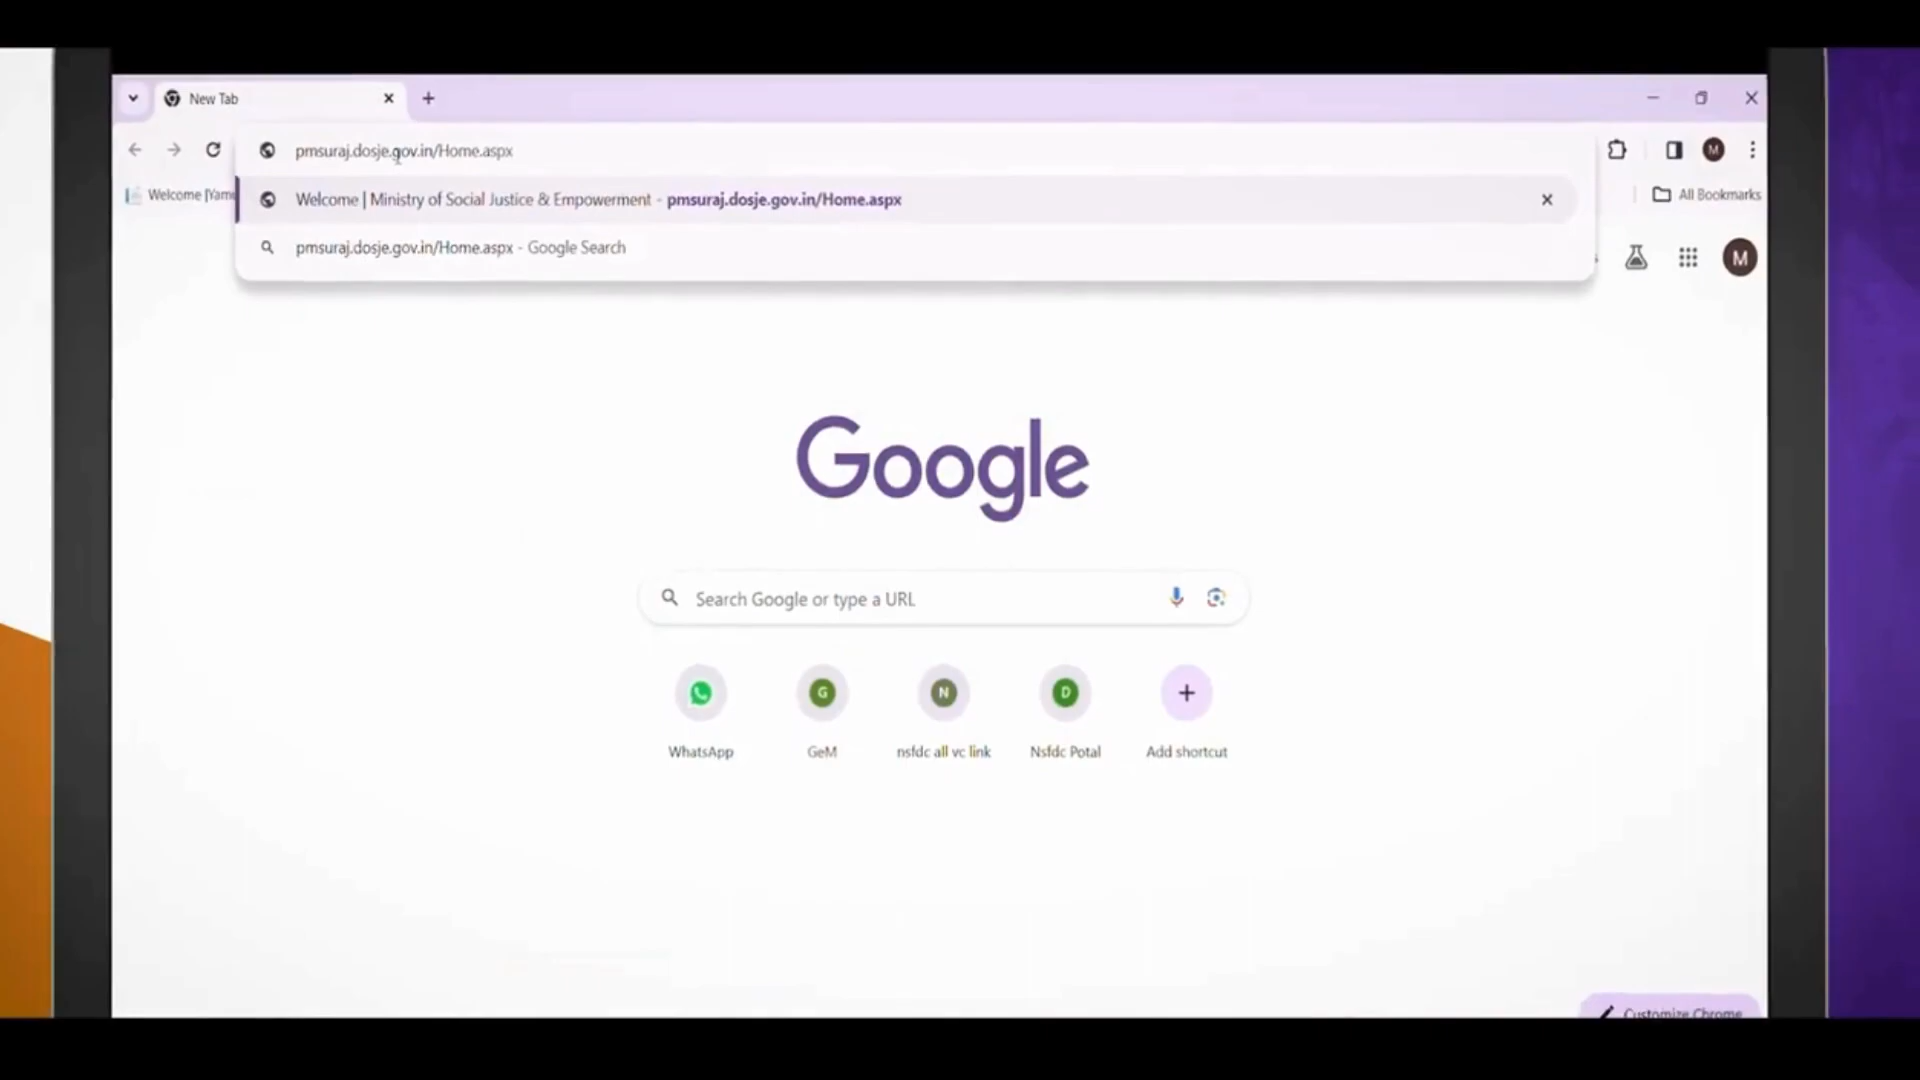 New Tab
pmsuraj.dosje.gov.in/Home.aspx
Welcome | Ministry of Social Justice & Empowerment - pmsuraj.dosje.gov.in/Home.aspx
Welcome |Yam
All Bookmarks
pmsuraj.dosje.gov.in/Home.aspx - Google Search
M
M
Google
Search Google or type a URL
G
N
D
WhatsApp
GeM
nsfdc all vc link
Nsfdc Potal
Add shortcut
Customize Chrome